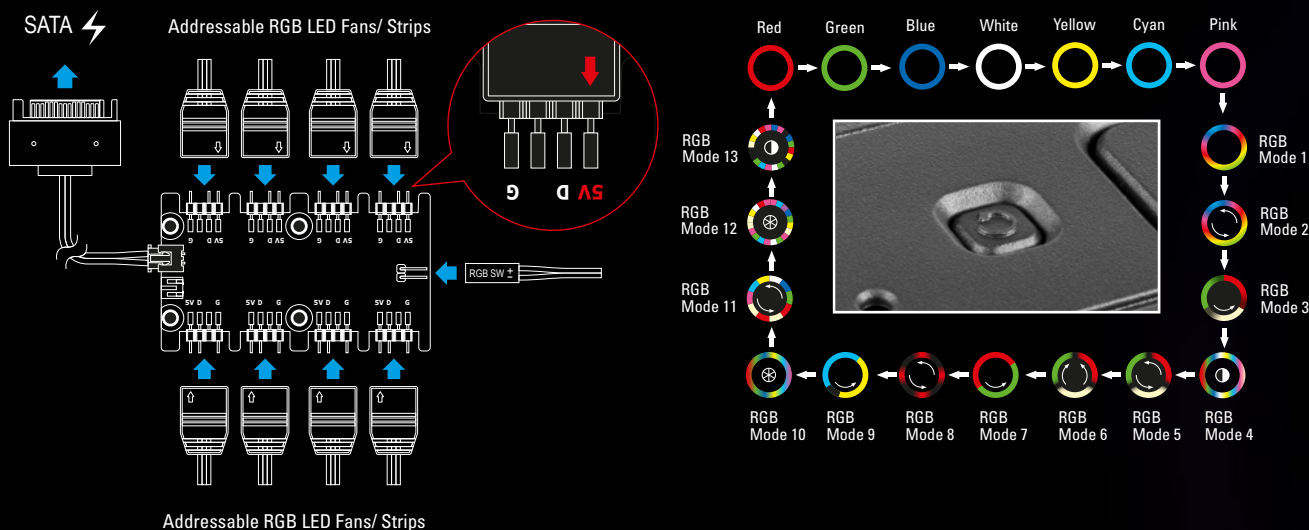 SATA
Addressable RGB LED Fans/ Strips
G D 5V
G D 5V
G D 5V
G D 5V
G D 5V
RGB SW ±
5V D G
5V D G
5V D G
5V D G
Addressable RGB LED Fans/ Strips
Red
Green
Blue
White
Yellow
Cyan
Pink
RGB
Mode 1
RGB
Mode 2
RGB
Mode 3
RGB
Mode 4
RGB
Mode 5
RGB
Mode 6
RGB
Mode 7
RGB
Mode 8
RGB
Mode 9
RGB
Mode 10
RGB
Mode 11
RGB
Mode 12
RGB
Mode 13